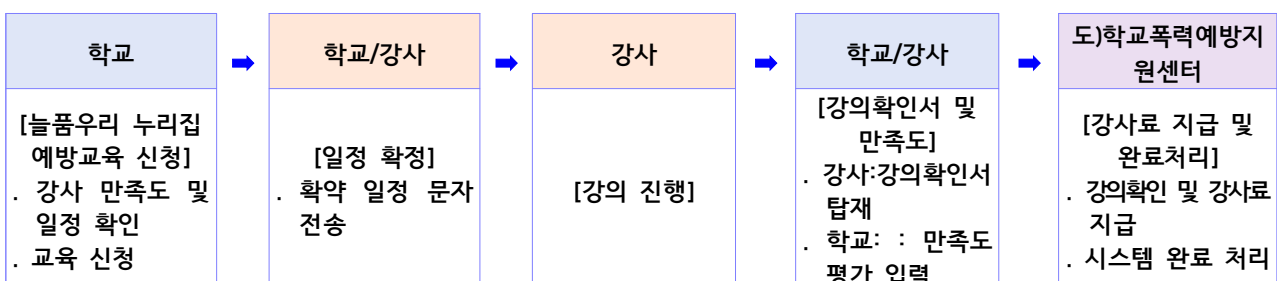 학교
[늘품우리 누리집
예방교육 신청]
. 강사 만족도 및
일정 확인
. 교육 신청
학교/강사
[일정 확정]
. 확약 일정 문자
전송
강사
[강의 진행]
학교/강사
[강의확인서 및
만족도]
. 강사:강의확인서
탑재
. 학교: : 만족도
평가 입력
도)학교폭력예방지
원센터
[강사료 지급 및
완료처리]
. 강의확인 및 강사료
지급
. 시스템 완료 처리